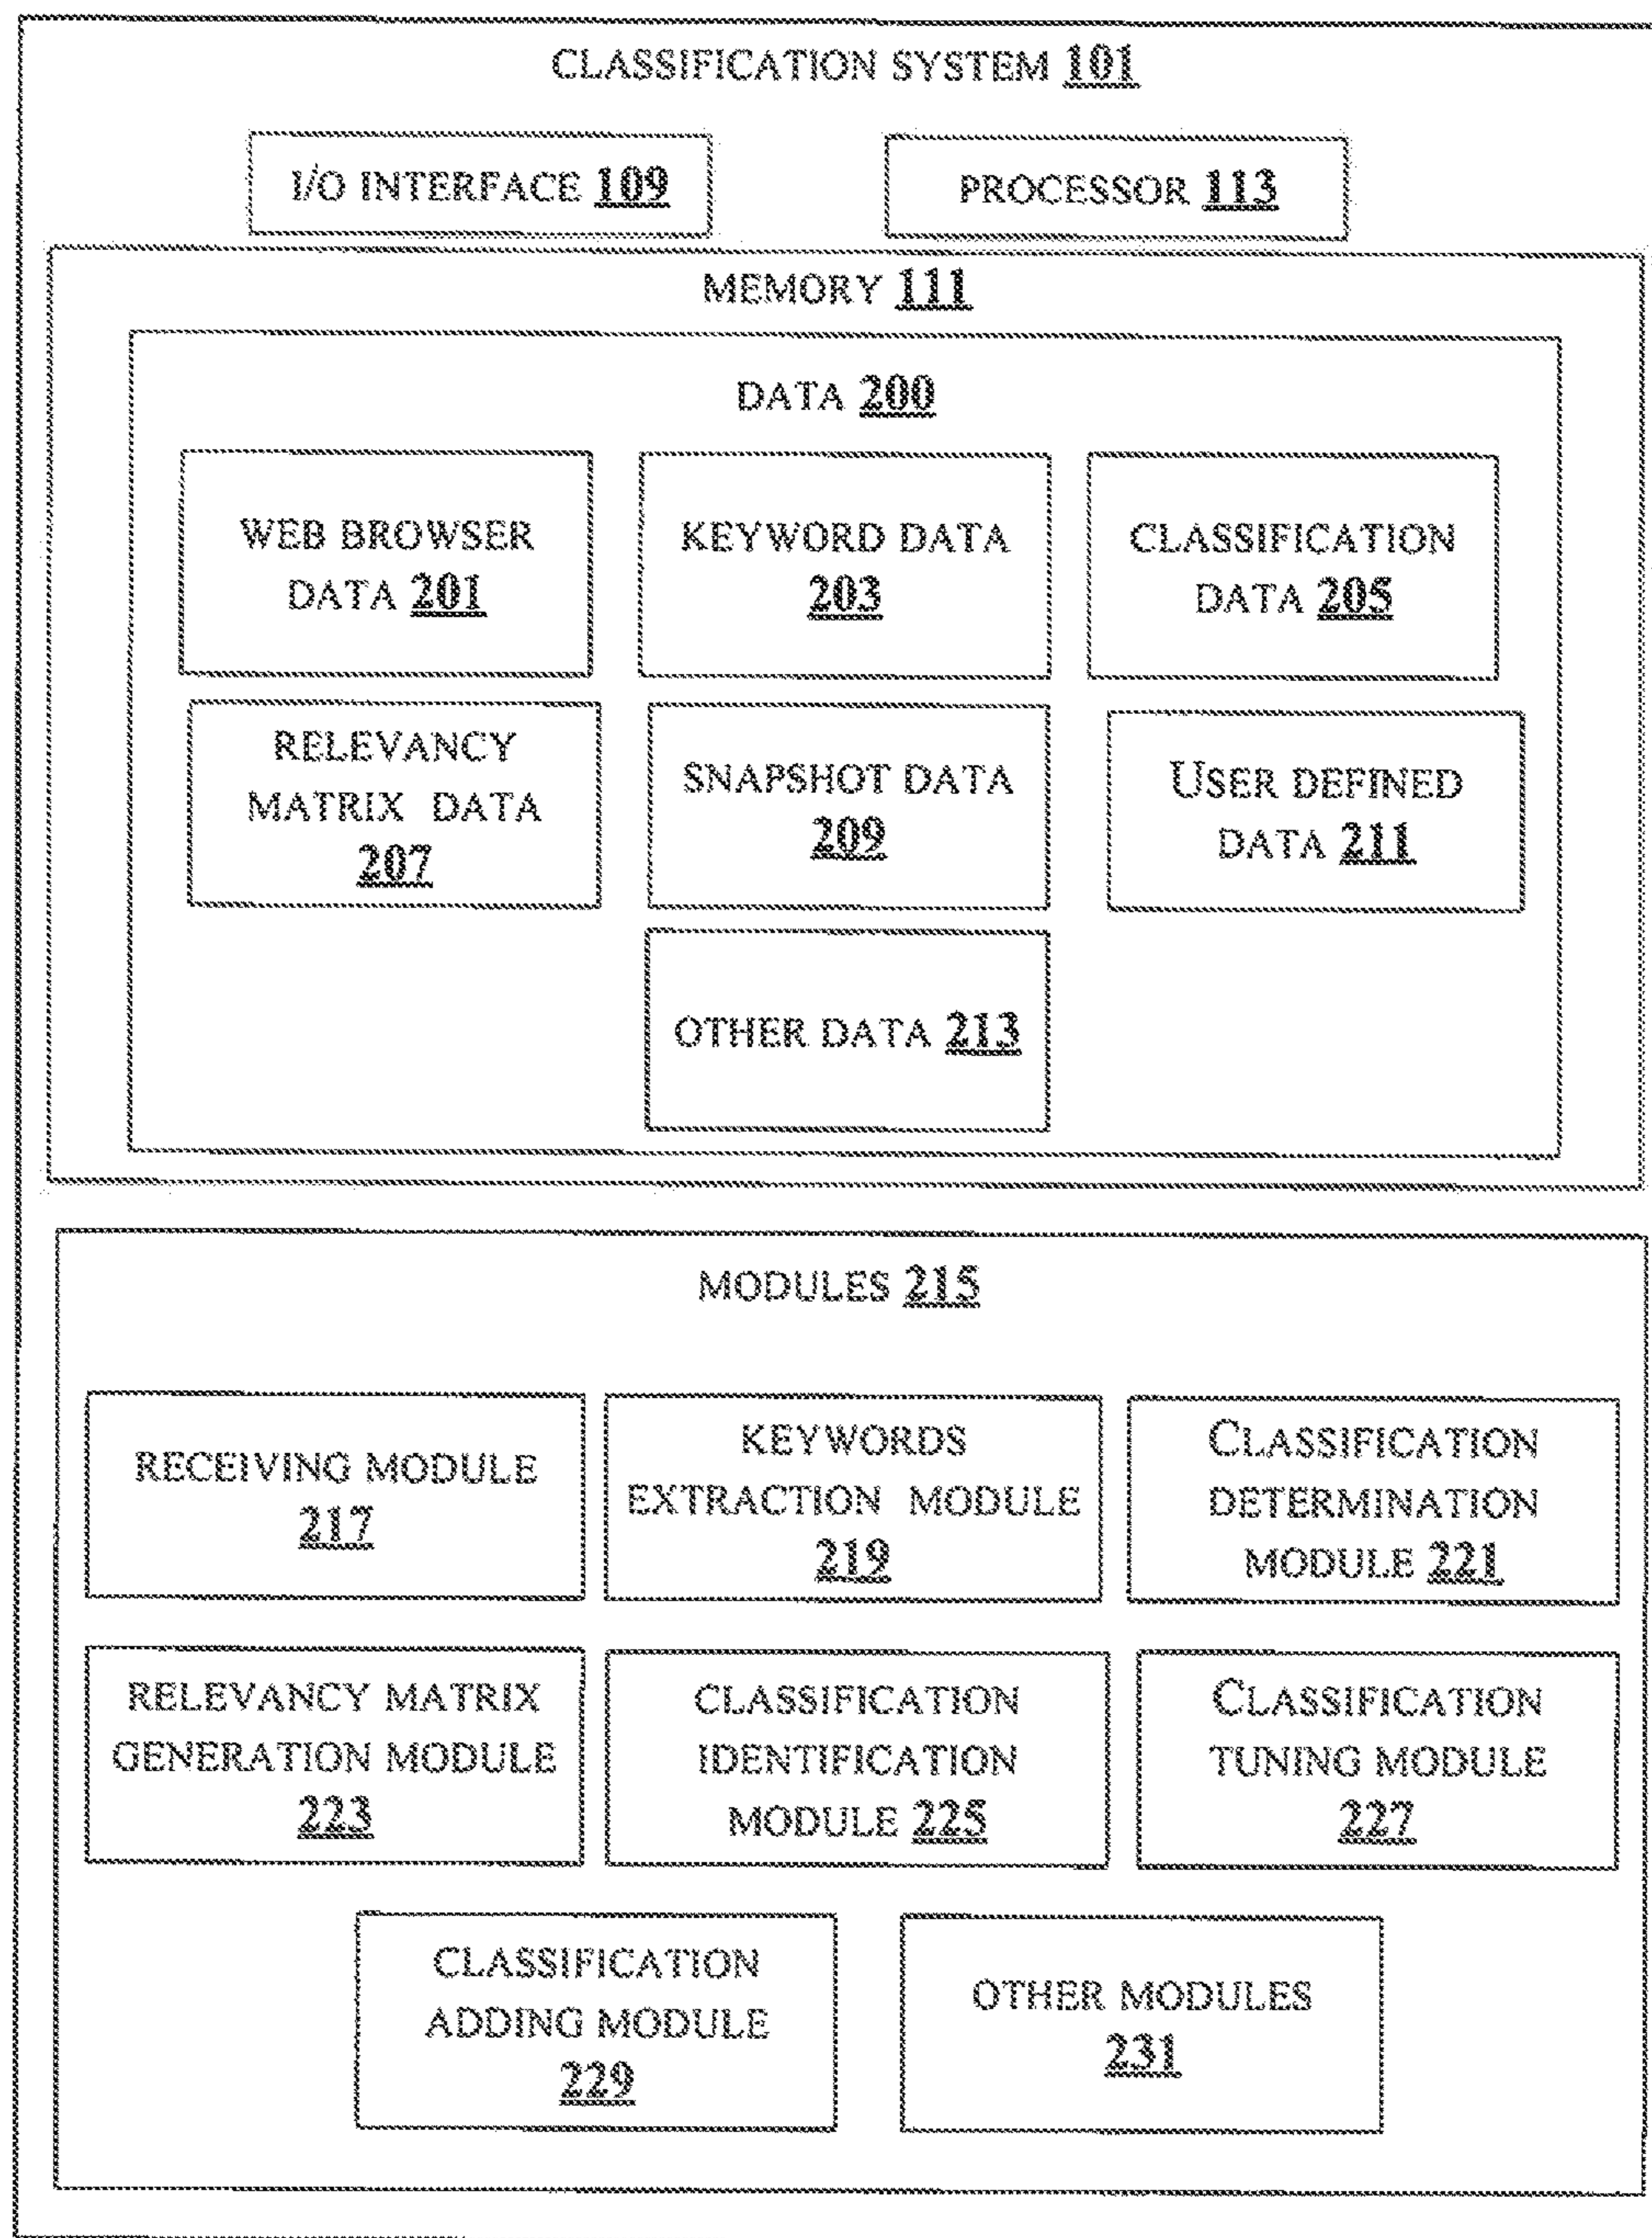 CLASSIFICATION SYSTEM 101
I/O INTERFACE 109
PROCESSOR 113
MEMORY 111
DATA 200
WEB BROWSER
DATA 201
KEYWORD DATA
203
CLASSIFICATION
DATA 205
RELEVANCY
MATRIX DATA
207
SNAPSHOT DATA
209
USER DEFINED
DATA 211
OTHER DATA 213
MODULES 215
RECEIVING MODULE
217
KEYWORDS
EXTRACTION MODULE
219
CLASSIFICATION
DETERMINATION
MODULE 221
RELEVANCY MATRIX
GENERATION MODULE
223
CLASSIFICATION
IDENTIFICATION
MODULE 225
CLASSIFICATION
TUNING MODULE
227
CLASSIFICATION
ADDING MODULE
229
OTHER MODULES
231